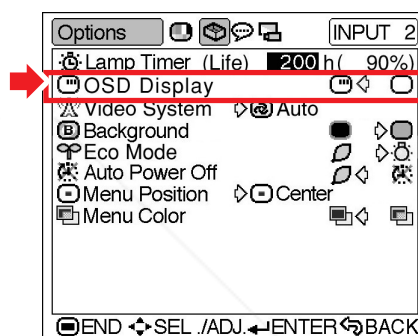 Options INPUT 2
Lamp Timer (Life) 200 h( 90%)
OSD Display
Video System Auto
B Background
Eco Mode
Auto Power Off
Menu Position Center
Menu Color
END SEL ./ADJ. ENTER BACK